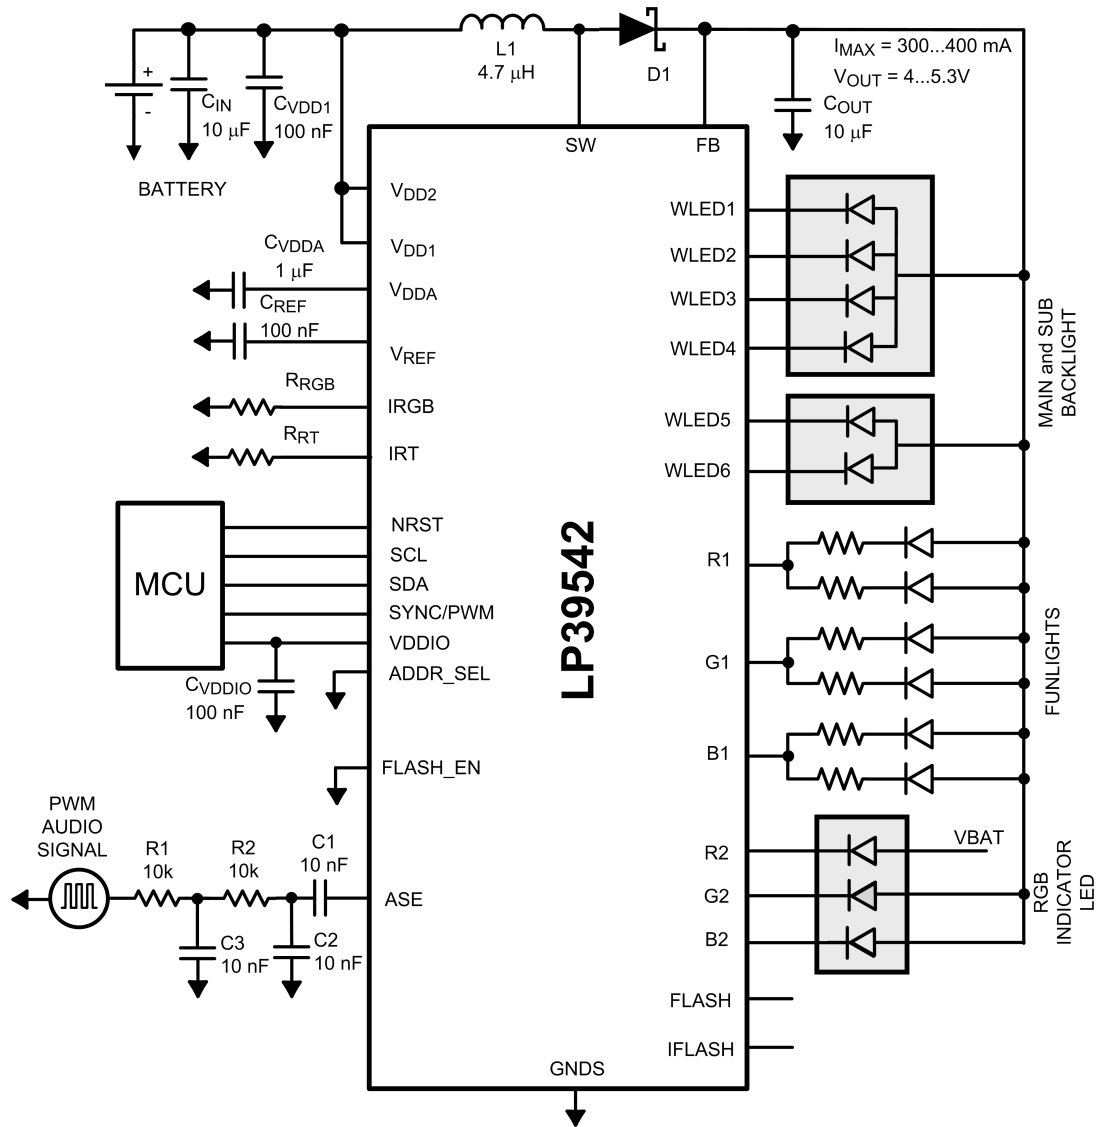 L1
4.7 μH
D1
IMAX = 300...400 mA
VOUT = 4...5.3V
+
-
CIN
10 μF
CVDD1
100 nF
COUT
10 μF
BATTERY
SW
FB
VDD2
VDD1
CVDDA
1 μF
VDDA
CREF
100 nF
VREF
RRGB
IRGB
RRT
IRT
MCU
NRST
SCL
SDA
SYNC/PWM
VDDIO
CVDDIO
100 nF
ADDR_SEL
FLASH_EN
PWM
AUDIO
SIGNAL
R1
10k
R2
10k
C1
10 nF
ASE
C3
10 nF
C2
10 nF
LP39542
WLED1
WLED2
WLED3
WLED4
MAIN and SUB
BACKLIGHT
WLED5
WLED6
R1
G1
B1
FUNLIGHTS
R2
VBAT
G2
B2
RGB
INDICATOR
LED
FLASH
IFLASH
GNDS